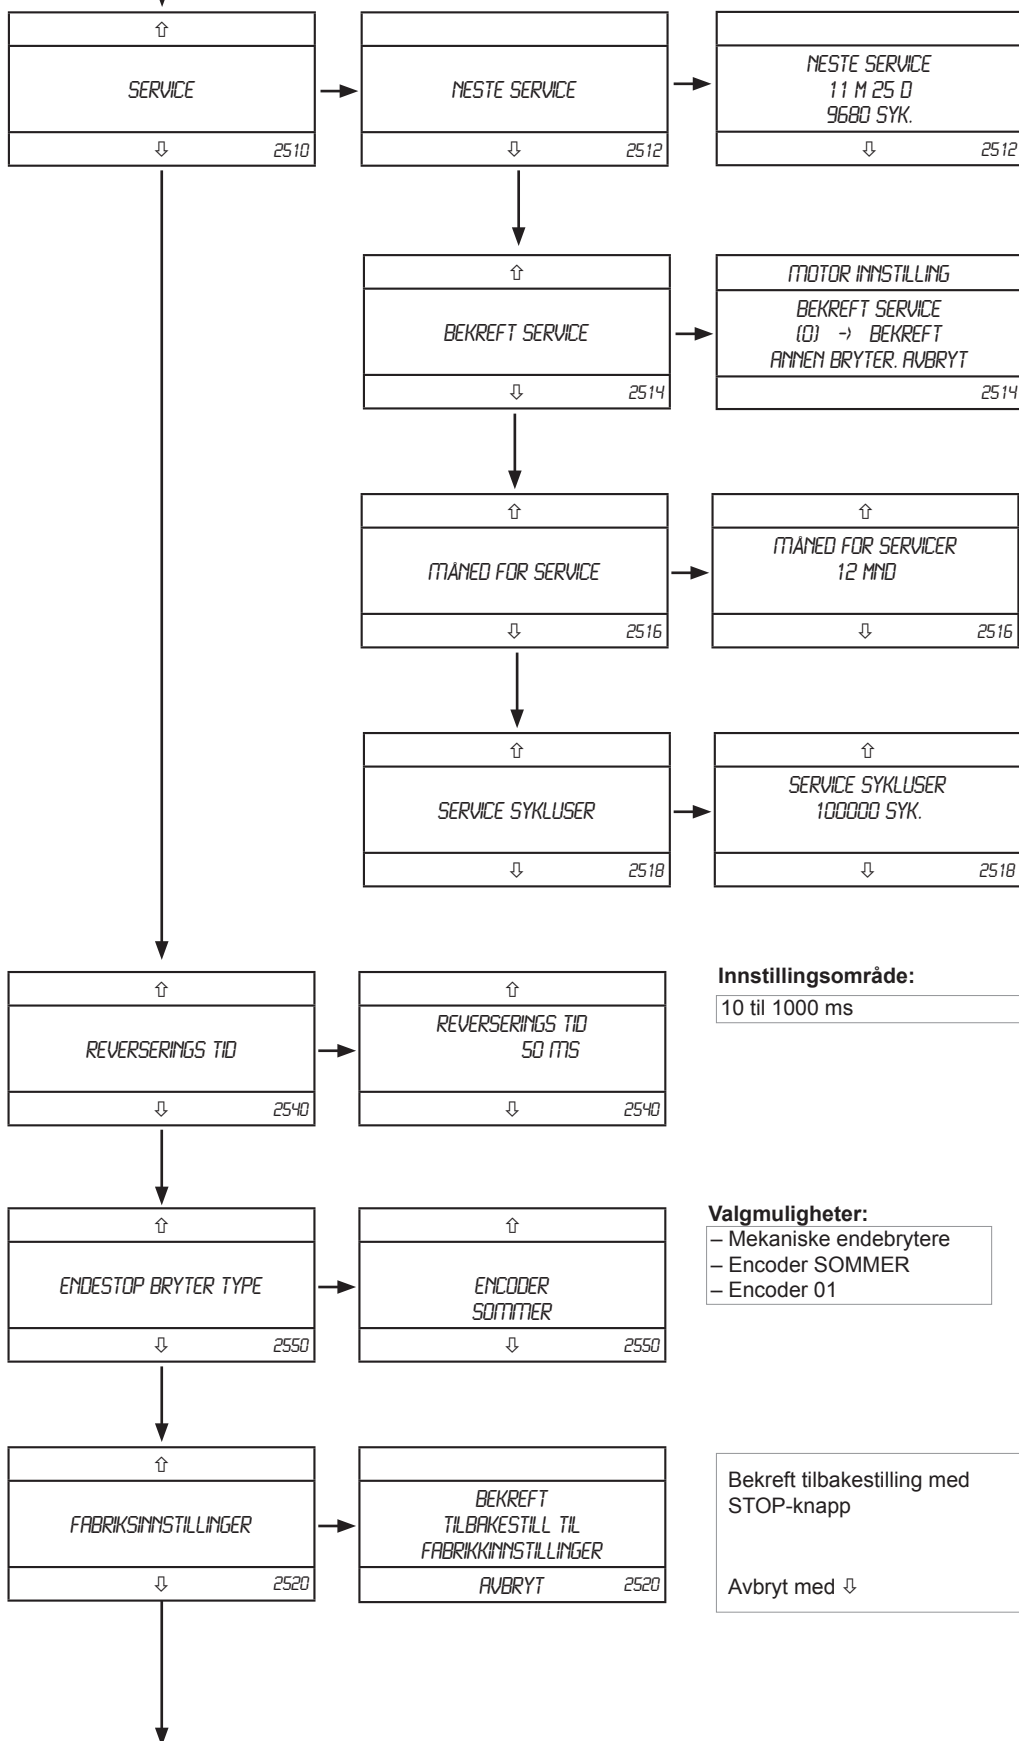 ⇧
SERVICE
⇩ 2510
NESTE SERVICE
⇩ 2512
NESTE SERVICE
11 M 25 D
9680 SYK.
⇩ 2512
⇧
BEKREFT SERVICE
⇩ 2514
MOTOR INNSTILLING
BEKREFT SERVICE
(O) -> BEKREFT
ANNEN BRYTER. AVBRYT
2514
⇧
MÅNED FOR SERVICE
⇩ 2516
⇧
MÅNED FOR SERVICER
12 MND
⇩ 2516
⇧
SERVICE SYKLUSER
⇩ 2518
⇧
SERVICE SYKLUSER
100000 SYK.
⇩ 2518
⇧
REVERSERINGS TID
⇩ 2540
⇧
REVERSERINGS TID
50 MS
⇩ 2540
Innstillingsområde:
10 til 1000 ms
⇧
ENDESTOP BRYTER TYPE
⇩ 2550
⇧
ENCODER
SOMMER
⇩ 2550
Valgmuligheter:
– Mekaniske endebrytere
– Encoder SOMMER
– Encoder 01
⇧
FABRIKSINNSTILLINGER
⇩ 2520
BEKREFT
TILBAKESTILL TIL
FABRIKKINNSTILLINGER
AVBRYT 2520
Bekreft tilbakestilling med
STOP-knapp
Avbryt med ⇩